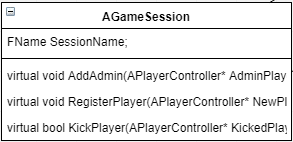 AGameSession
FName SessionName;
virtual void AddAdmin(APlayerController* AdminPlay
virtual void RegisterPlayer(APlayerController* NewPl
virtual bool KickPlayer(APlayerController* KickedPlay